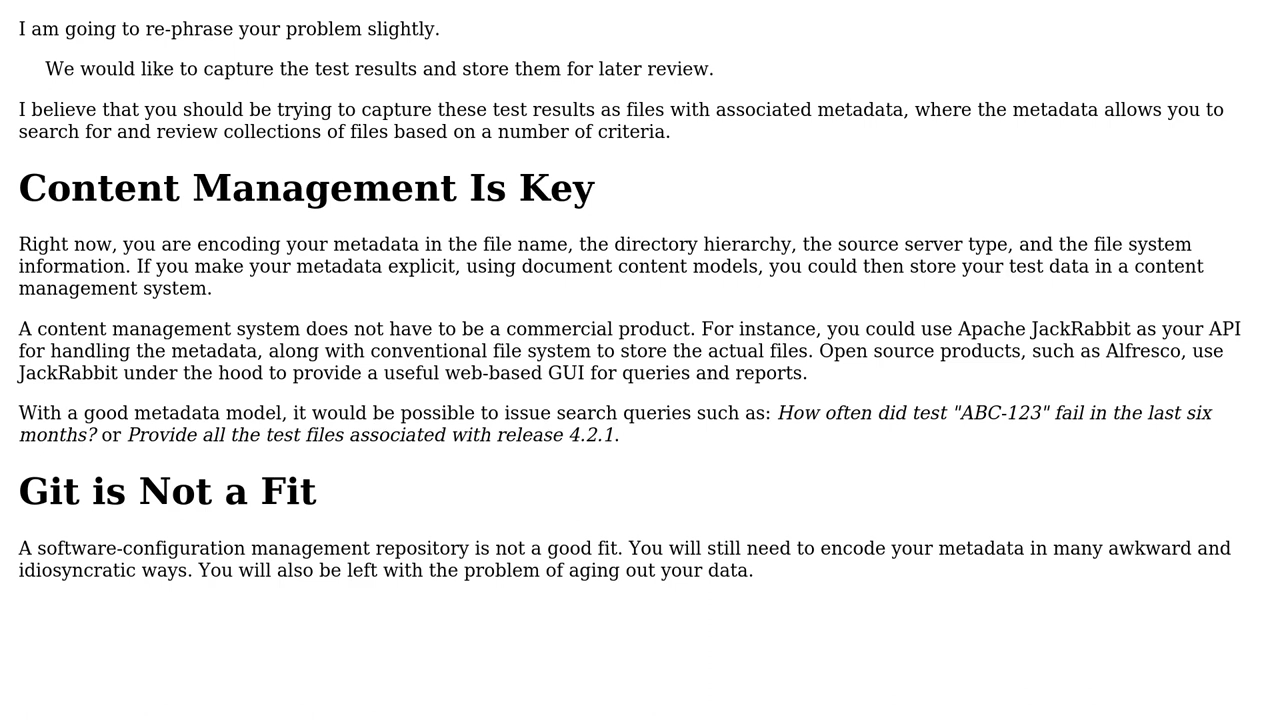 I am going to re-phrase your problem slightly.
We would like to capture the test results and store them for later review.
I believe that you should be trying to capture these test results as files with associated metadata, where the metadata allows you to
search for and review collections of files based on a number of criteria.
Content Management Is Key
Right now, you are encoding your metadata in the file name, the directory hierarchy, the source server type, and the file system
information. If you make your metadata explicit, using document content models, you could then store your test data in a content
management system.
A content management system does not have to be a commercial product. For instance, you could use Apache JackRabbit as your API
for handling the metadata, along with conventional file system to store the actual files. Open source products, such as Alfresco, use
JackRabbit under the hood to provide a useful web-based GUI for queries and reports.
With a good metadata model, it would be possible to issue search queries such as: How often did test "ABC-123" fail in the last six
months? or Provide all the test files associated with release 4.2.1.
Git is Not a Fit
A software-configuration management repository is not a good fit. You will still need to encode your metadata in many awkward and
idiosyncratic ways. You will also be left with the problem of aging out your data.